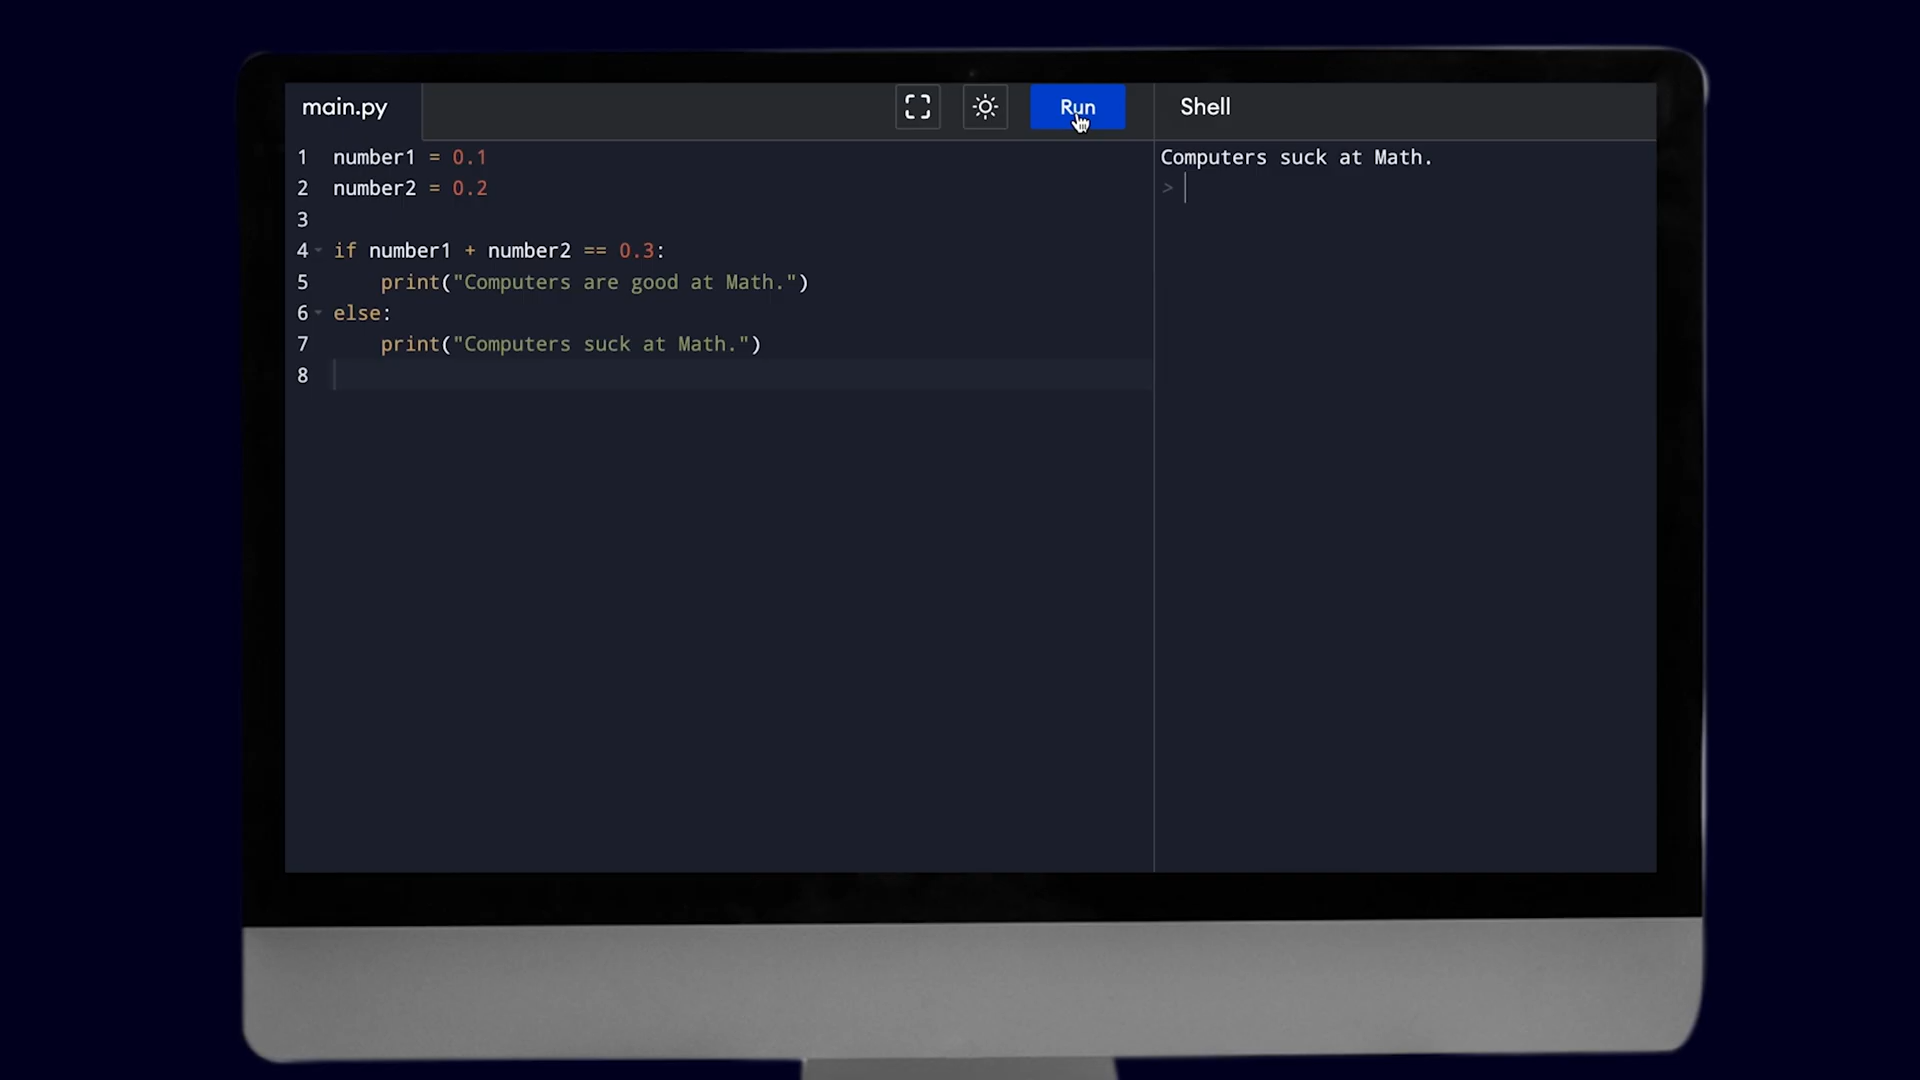 main.py
Run
Shell
1 number1 = 0.1
2 number2 = 0.2
3
4 if number1 + number2 == 0.3:
5     print("Computers are good at Math.")
6 else:
7     print("Computers suck at Math.")
8
Computers suck at Math.
>